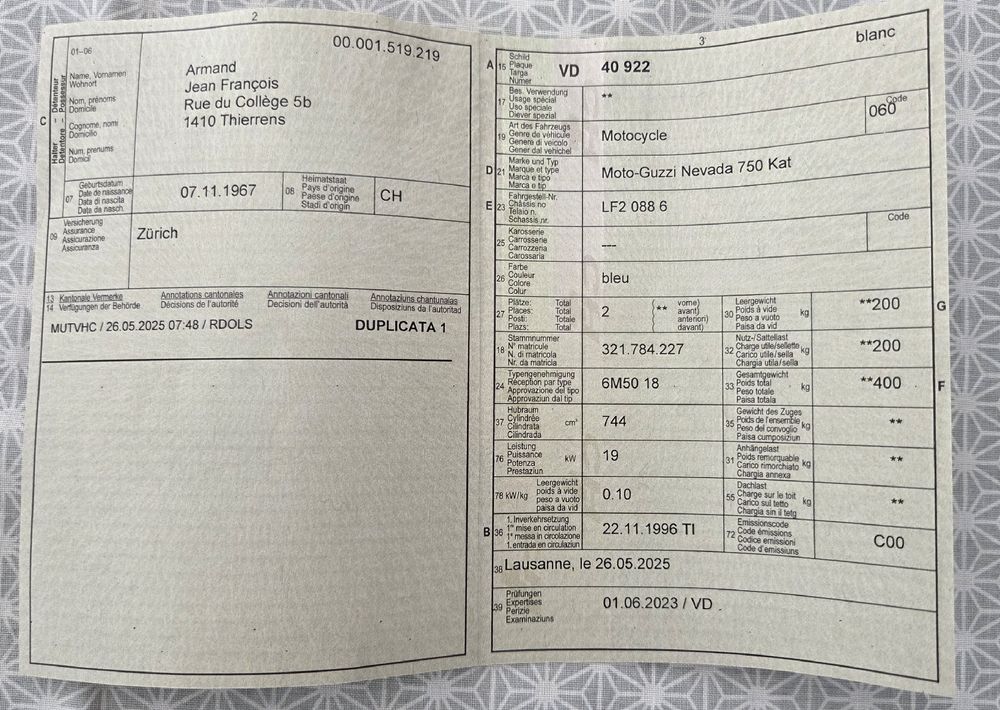 2
00.001.519.219
C
Halter – Détenteur
Detentore – Possessur
01–06
Name, Vornamen
Wohnort
Nom, prénoms
Domicile
Cognome, nomi
Domicilio
Num, prenums
Domicil
Armand
Jean François
Rue du Collège 5b
1410 Thierrens
07
Geburtsdatum
Date de naissance
Data di nascita
Data da nasch.
07.11.1967
08
Heimatstaat
Pays d'origine
Paese d'origine
Stadi d'origin
CH
09
Versicherung
Assurance
Assicurazione
Assicuranza
Zürich
13 Kantonale Vermerke
14 Verfügungen der Behörde
Annotations cantonales
Décisions de l'autorité
Annotazioni cantonali
Decisioni dell'autorità
Annotaziuns chantunalas
Disposiziuns da l'autoritad
MUTVHC / 26.05.2025 07:48 / RDOLS DUPLICATA 1
3
blanc
A 15
Schild
Plaque
Targa
Numer
VD 40 922
17
Bes. Verwendung
Usage spécial
Uso speciale
Diever spezial
**
19
Art des Fahrzeugs
Genre de véhicule
Genere di veicolo
Gener dal vehichel
Motocycle
Code
060
D 21
Marke und Typ
Marque et type
Marca e tipo
Marca e tip
Moto-Guzzi Nevada 750 Kat
E 23
Fahrgestell-Nr.
Châssis no
Telaio n.
Schassis nr.
LF2 088 6
25
Karosserie
Carrosserie
Carrozzeria
Carossaria
---
Code
26
Farbe
Couleur
Colore
Colur
bleu
27
Plätze: Total
Places: Total
Posti: Totale
Plazs: Total
2
(** vorne)
avant)
anterion)
davant)
30
Leergewicht
Poids à vide
Peso a vuoto
Paisa da vid
kg
**200
G
18
Stammnummer
N° matricule
N. di matricola
Nr. da matricla
321.784.227
32
Nutz-/Sattellast
Charge utile/sellette
Carico utile/sella
Chargia utila/sella
kg
**200
24
Typengenehmigung
Réception par type
Approvazione del tipo
Approvaziun dal tip
6M50 18
33
Gesamtgewicht
Poids total
Peso totale
Paisa totala
kg
**400
F
37
Hubraum
Cylindrée
Cilindrata
Cilindrada
cm³
744
35
Gewicht des Zuges
Poids de l'ensemble
Peso del convoglio
Paisa cumposiziun
kg
**
76
Leistung
Puissance
Potenza
Prestaziun
kW
19
31
Anhängelast
Poids remorquable
Carico rimorchiato
Chargia annexa
kg
**
78 kW/kg
Leergewicht
poids à vide
peso a vuoto
paisa da vid
0.10
55
Dachlast
Charge sur le toit
Carico sul tetto
Chargia sin il tetg
kg
**
B 36
1. Inverkehrsetzung
1re mise en circulation
1a messa in circolazione
1. entrada en circulaziun
22.11.1996 TI
72
Emissionscode
Code émissions
Codice emissioni
Code d'emissiuns
C00
38 Lausanne, le 26.05.2025
39
Prüfungen
Expertises
Perizie
Examinaziuns
01.06.2023 / VD